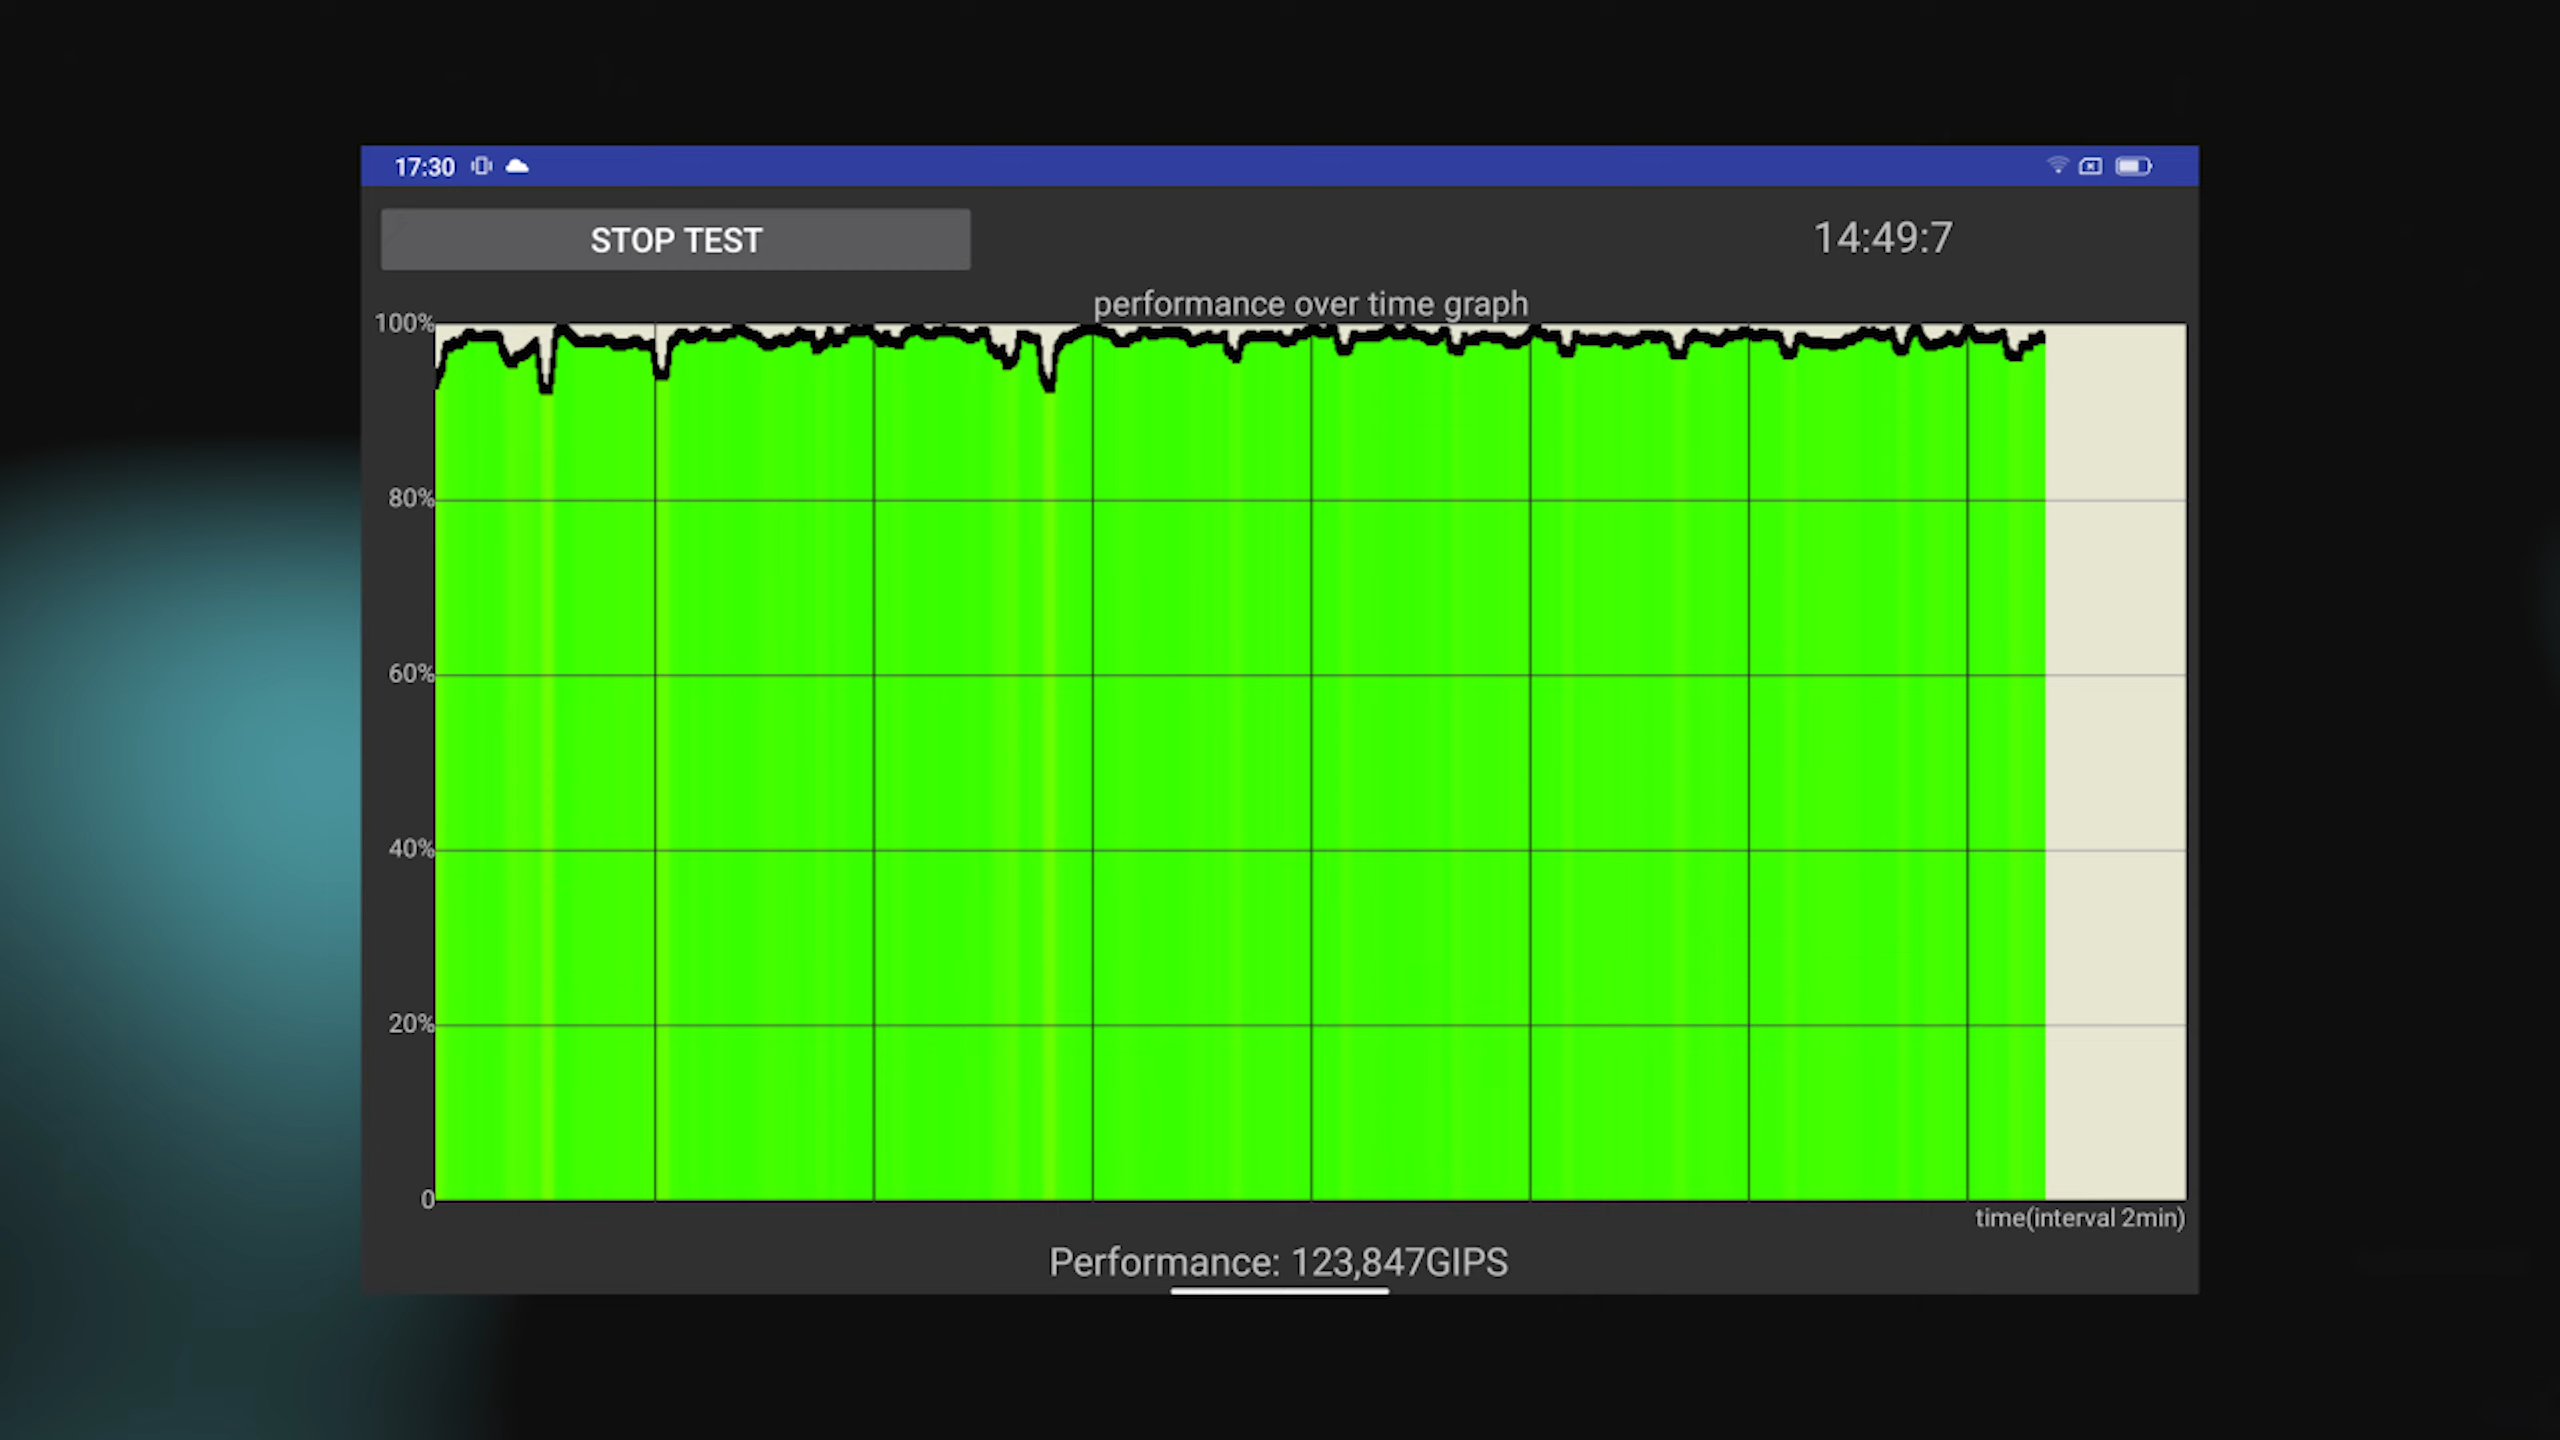 17:30
STOP TEST
14:49:7
performance over time graph
100%
80%
60%
40%
20%
0
time(interval 2min)
Performance: 123,847GIPS